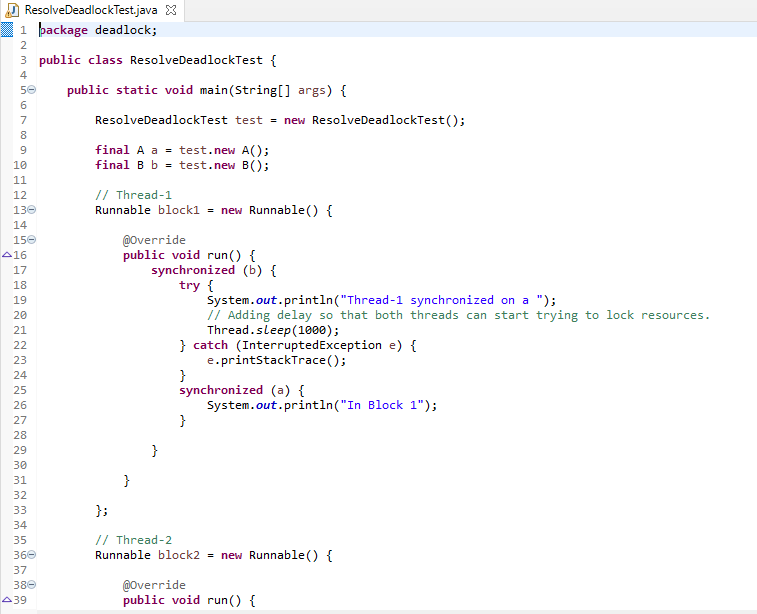 ResolveDeadlockTest.java
1 package deadlock;
2
3 public class ResolveDeadlockTest {
4
5 public static void main(String[] args) {
6
7 ResolveDeadlockTest test = new ResolveDeadlockTest();
8
9 final A a = test.new A();
10 final B b = test.new B();
11
12 // Thread-1
13 Runnable block1 = new Runnable() {
14
15 @Override
16 public void run() {
17 synchronized (b) {
18 try {
19 System.out.println("Thread-1 synchronized on a ");
20 // Adding delay so that both threads can start trying to lock resources.
21 Thread.sleep(1000);
22 } catch (InterruptedException e) {
23 e.printStackTrace();
24 }
25 synchronized (a) {
26 System.out.println("In Block 1");
27 }
28
29 }
30
31 }
32
33 };
34
35 // Thread-2
36 Runnable block2 = new Runnable() {
37
38 @Override
39 public void run() {